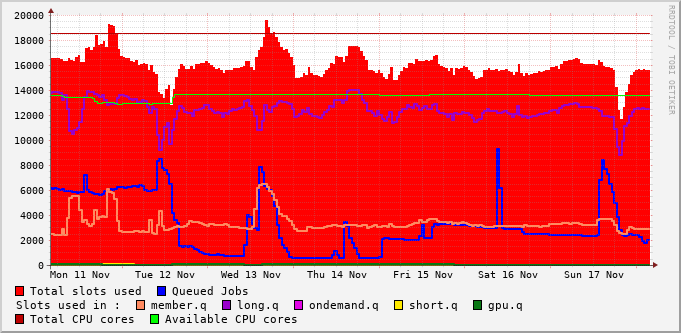 RRDTOOL / TOBI OETIKER
20000
18000
16000
14000
12000
10000
8000
6000
4000
2000
0
Mon 11 Nov Tue 12 Nov Wed 13 Nov Thu 14 Nov Fri 15 Nov Sat 16 Nov Sun 17 Nov
Total slots used Queued Jobs
Slots used in : member.q long.q ondemand.q short.q gpu.q
Total CPU cores Available CPU cores